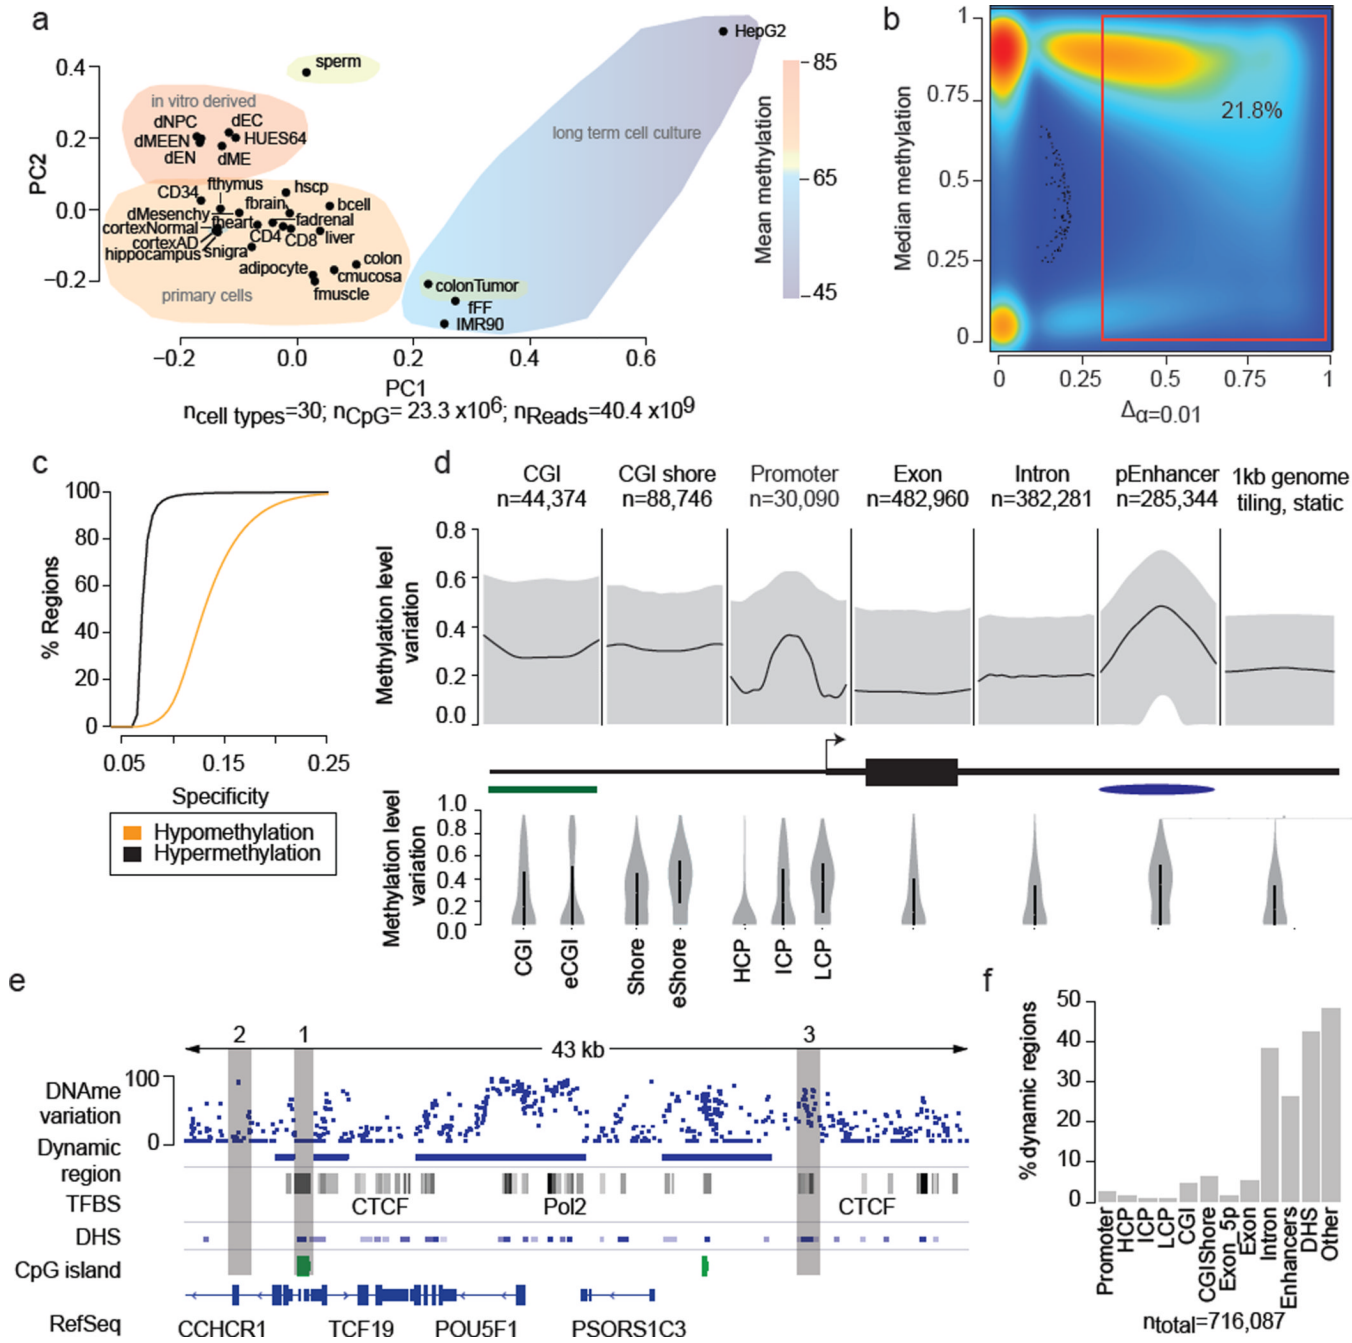 a
PC2
0.4
0.2
0.0
−0.2
−0.2
0.0
0.2
0.4
0.6
PC1
sperm
HepG2
in vitro derived
dNPC
dEC
dMEEN
HUES64
dEN
dME
long term cell culture
fthymus
CD34
hscp
dMesenchy
fbrain
bcell
cortexNormal
fheart
fadrenal
cortexAD
CD4
CD8
liver
hippocampus
snigra
colon
adipocyte
cmucosa
primary cells
fmuscle
colonTumor
fFF
IMR90
Mean methylation
85
65
45
ncell types=30; nCpG= 23.3 x10^6; nReads=40.4 x10^9
b
Median methylation
1
0.75
0.5
0.25
0
21.8%
0
0.25
0.5
0.75
1
Δα=0.01
c
% Regions
100
80
60
40
20
0
0.05
0.15
0.25
Specificity
Hypomethylation
Hypermethylation
d
CGI
n=44,374
CGI shore
n=88,746
Promoter
n=30,090
Exon
n=482,960
Intron
n=382,281
pEnhancer
n=285,344
1kb genome
tiling, static
Methylation level
variation
0.8
0.6
0.4
0.2
0.0
Methylation level
variation
1.0
0.8
0.6
0.4
0.2
0.0
CGI
eCGI
Shore
eShore
HCP
ICP
LCP
e
2
1
3
43 kb
DNAme
variation
100
0
Dynamic
region
TFBS
CTCF
Pol2
CTCF
DHS
CpG island
RefSeq
CCHCR1
TCF19
POU5F1
PSORS1C3
f
% dynamic regions
50
40
30
20
10
0
Promoter
HCP
ICP
LCP
CGI
CGIShore
Exon_5p
Exon
Intron
Enhancers
DHS
Other
ntotal=716,087